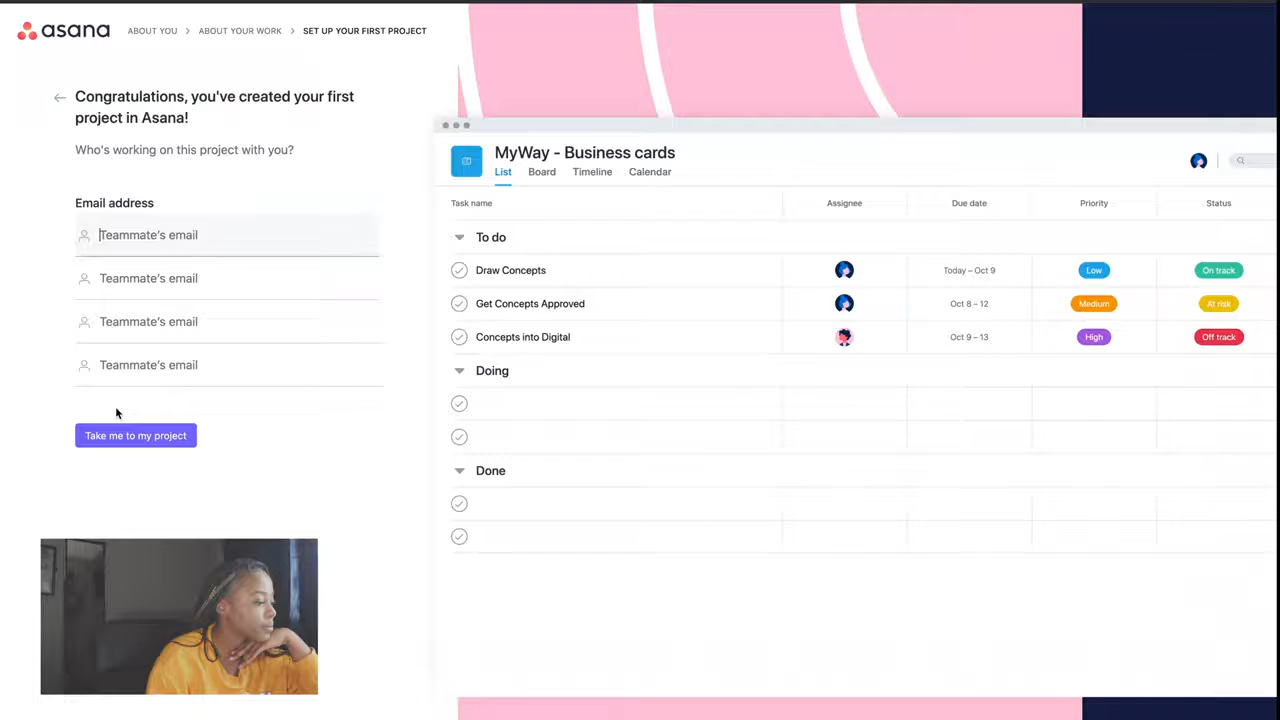 asana
ABOUT YOU > ABOUT YOUR WORK > SET UP YOUR FIRST PROJECT
Congratulations, you've created your first
project in Asana!
Who's working on this project with you?
Email address
Teammate's email
Teammate's email
Teammate's email
Teammate's email
Take me to my project
MyWay - Business cards
List Board Timeline Calendar
Task name Assignee Due date Priority Status
To do
Draw Concepts Today – Oct 9 Low On track
Get Concepts Approved Oct 8 – 12 Medium At risk
Concepts into Digital Oct 9 – 13 High Off track
Doing
Done